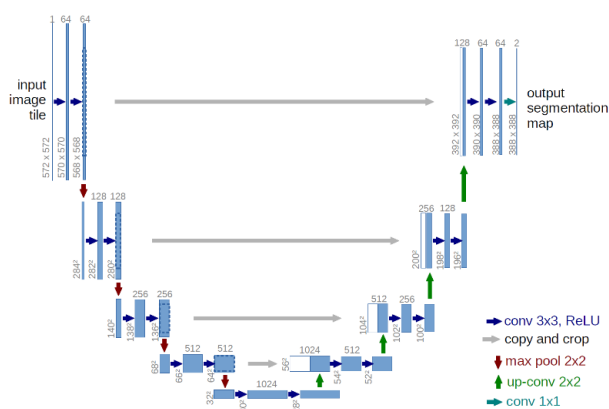 1 64 64
128 64 64 2
input
image
tile
output
segmentation
map
572 x 572
570 x 570
568 x 568
392 x 392
390 x 390
388 x 388
388 x 388
128 128
256 128
284²
282²
280²
200²
198²
196²
256 256
512 256
140²
138²
136²
104²
102²
100²
512 512
1024 512
68²
66²
64²
56²
54²
52²
1024
32²
conv 3x3, ReLU
copy and crop
max pool 2x2
up-conv 2x2
conv 1x1